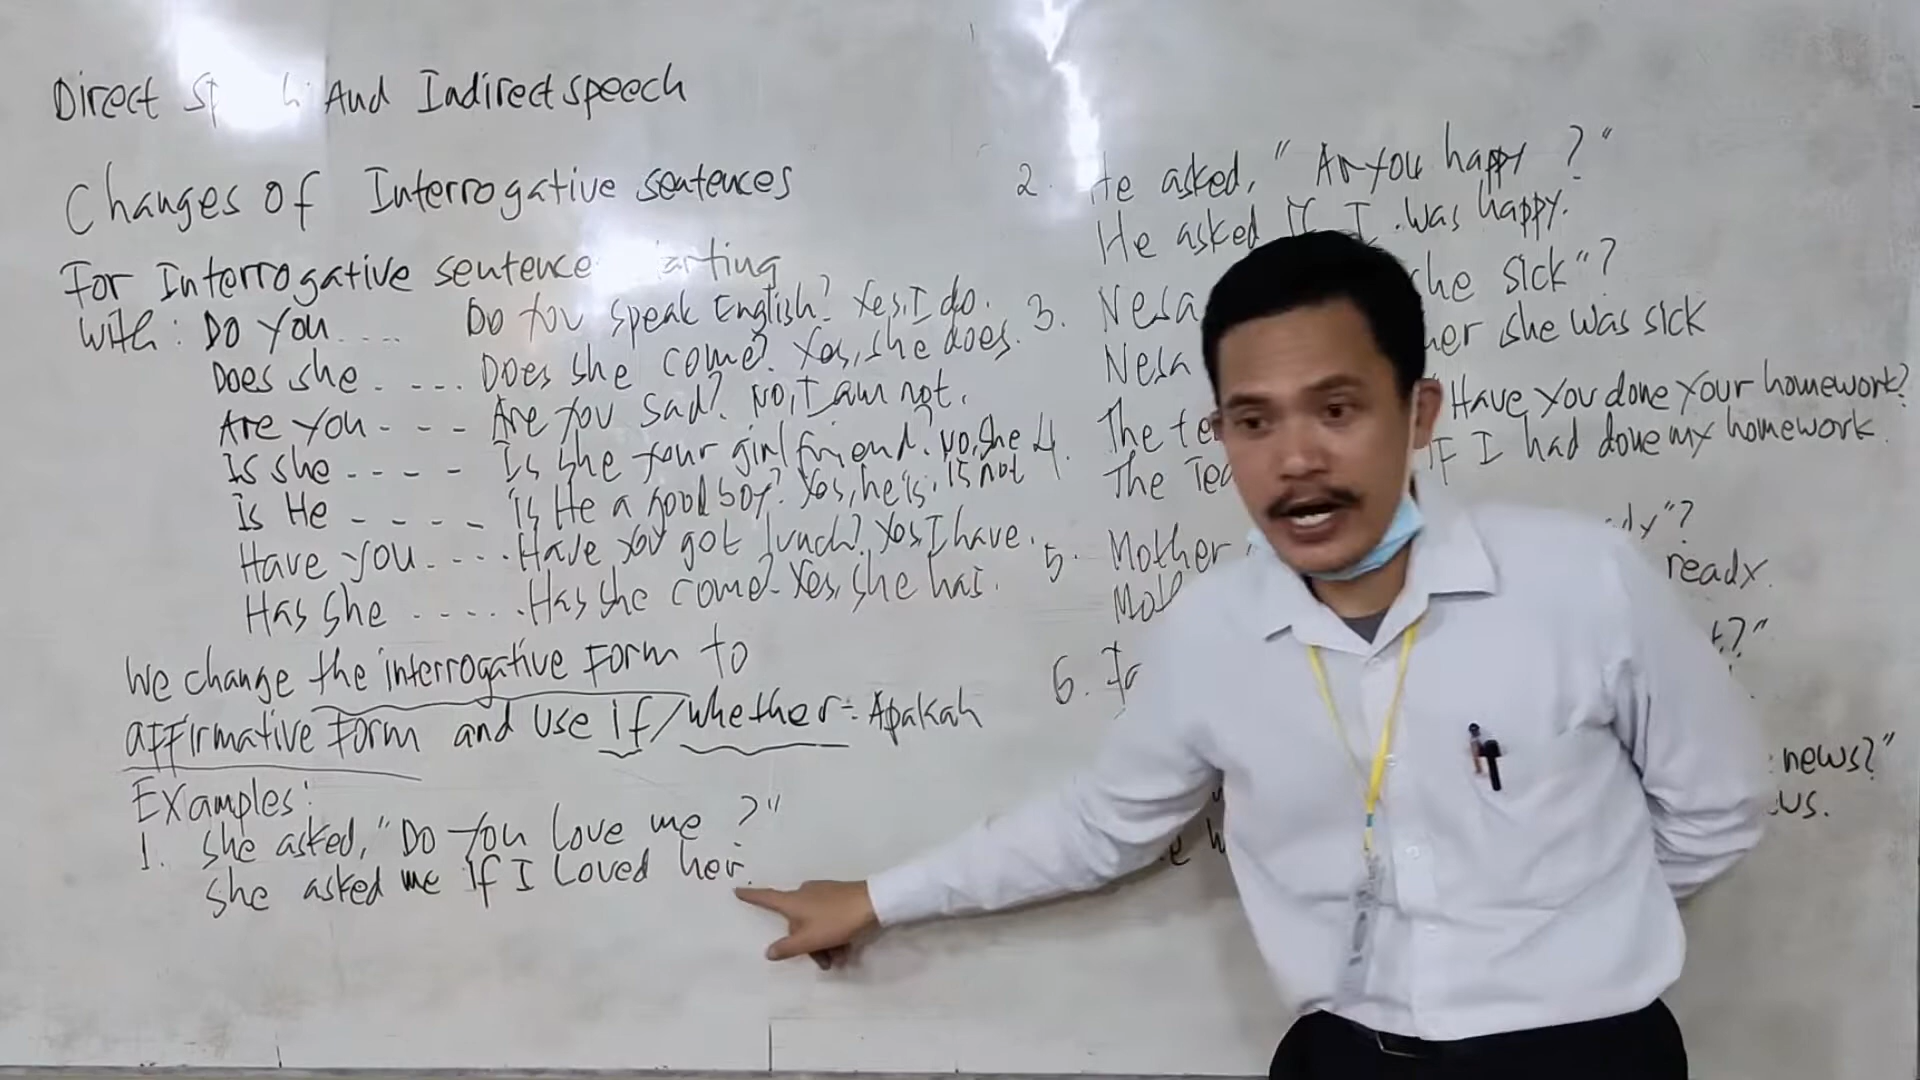 Direct And Indirect speech
Changes of Interrogative sentences
For Interrogative sentence
With: Do You .... Do You speak English? Yes, I do.
Does she .... Does she come? Yes, she does.
Are you - - - Are You sad? No, I am not.
Is she - - - - Is she your girlfriend? No, she is not
Is He - - - - - is He a good boy? Yes, he is.
Have you .... Have you got lunch? Yes I have.
Has she ...... Has she come? Yes, she has.
We change the interrogative Form to
affirmative Form and use if/whether = Apakah
Examples:
1. She asked, "Do You Love me ?"
She asked me if I Loved her.
2. He asked, " Ar you happy ?"
He asked if I was happy.
3. Nesa she sick"?
Nesa she was sick
4. The Have you done your homework?
The IF I had done my homework.
5. Mother "?
ready.
6. ?"
news?"